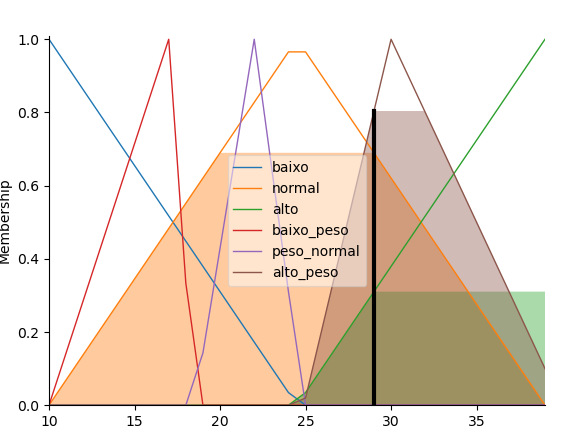 1.0
0.8
0.6
0.4
0.2
0.0
Membership
baixo
normal
alto
baixo_peso
peso_normal
alto_peso
10 15 20 25 30 35